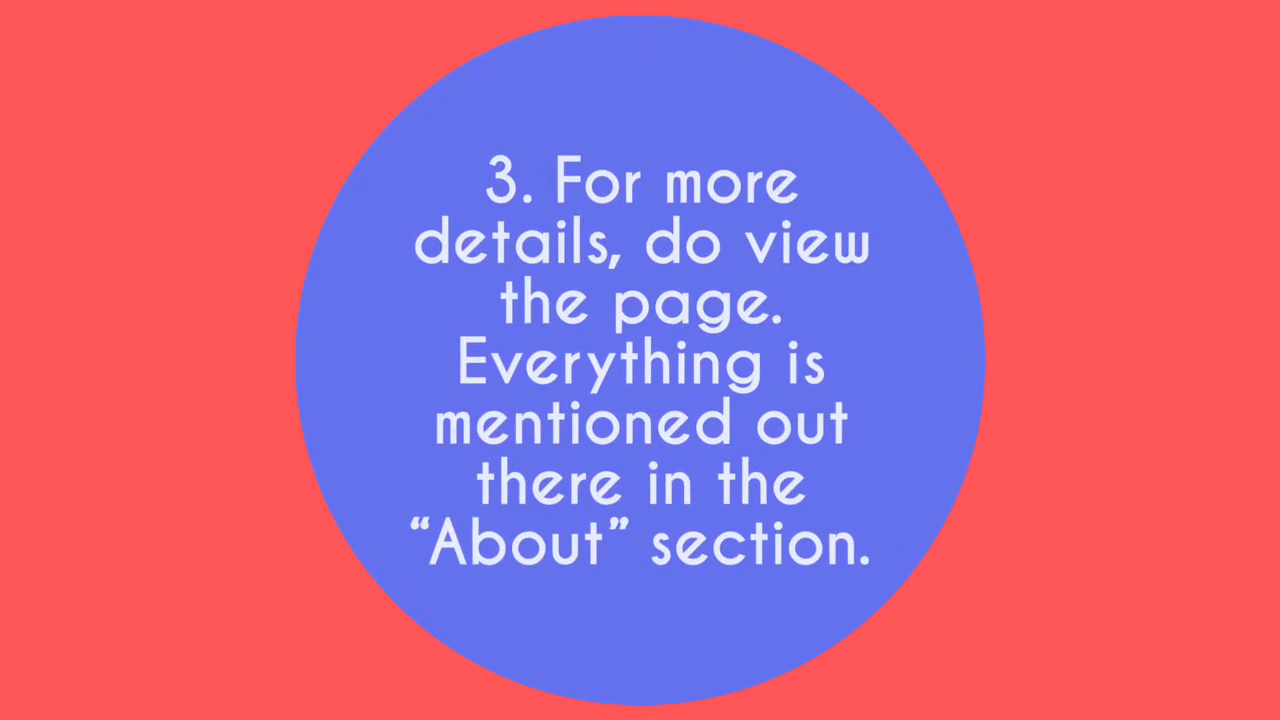 3. For more
details, do view
the page.
Everything is
mentioned out
there in the
“About” section.